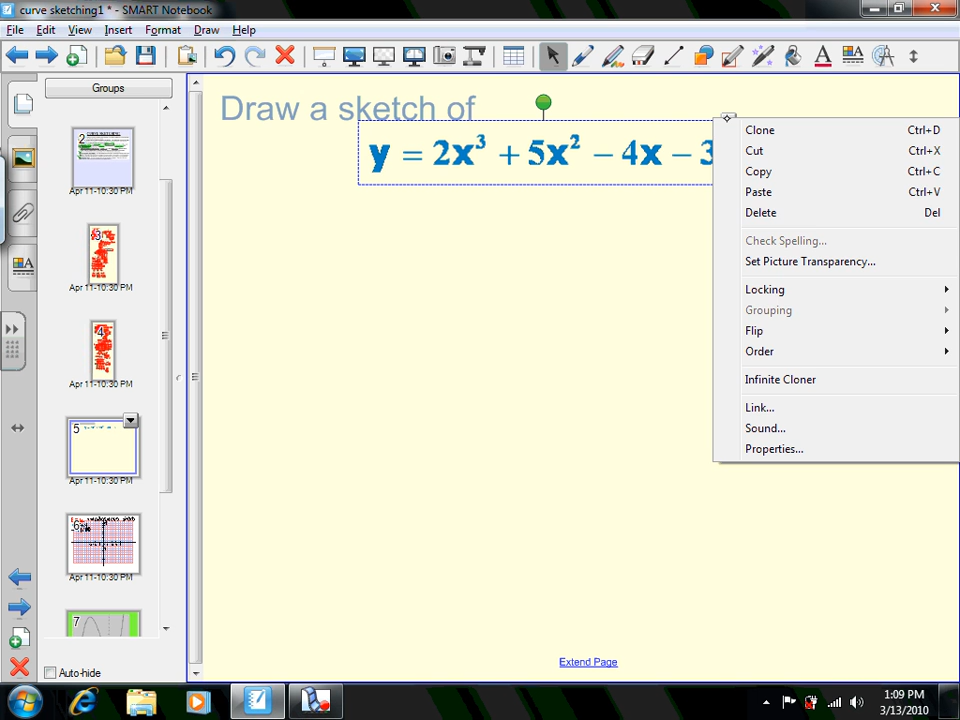 curve sketching1 * - SMART Notebook
File Edit View Insert Format Draw Help
Groups
2
Apr 11-10:30 PM
3
Apr 11-10:30 PM
4
Apr 11-10:30 PM
5
Apr 11-10:30 PM
6
Apr 11-10:30 PM
7
Auto-hide
Draw a sketch of
y = 2x³ + 5x² − 4x − 3
Clone Ctrl+D
Cut Ctrl+X
Copy Ctrl+C
Paste Ctrl+V
Delete Del
Check Spelling...
Set Picture Transparency...
Locking
Grouping
Flip
Order
Infinite Cloner
Link...
Sound...
Properties...
Extend Page
1:09 PM
3/13/2010